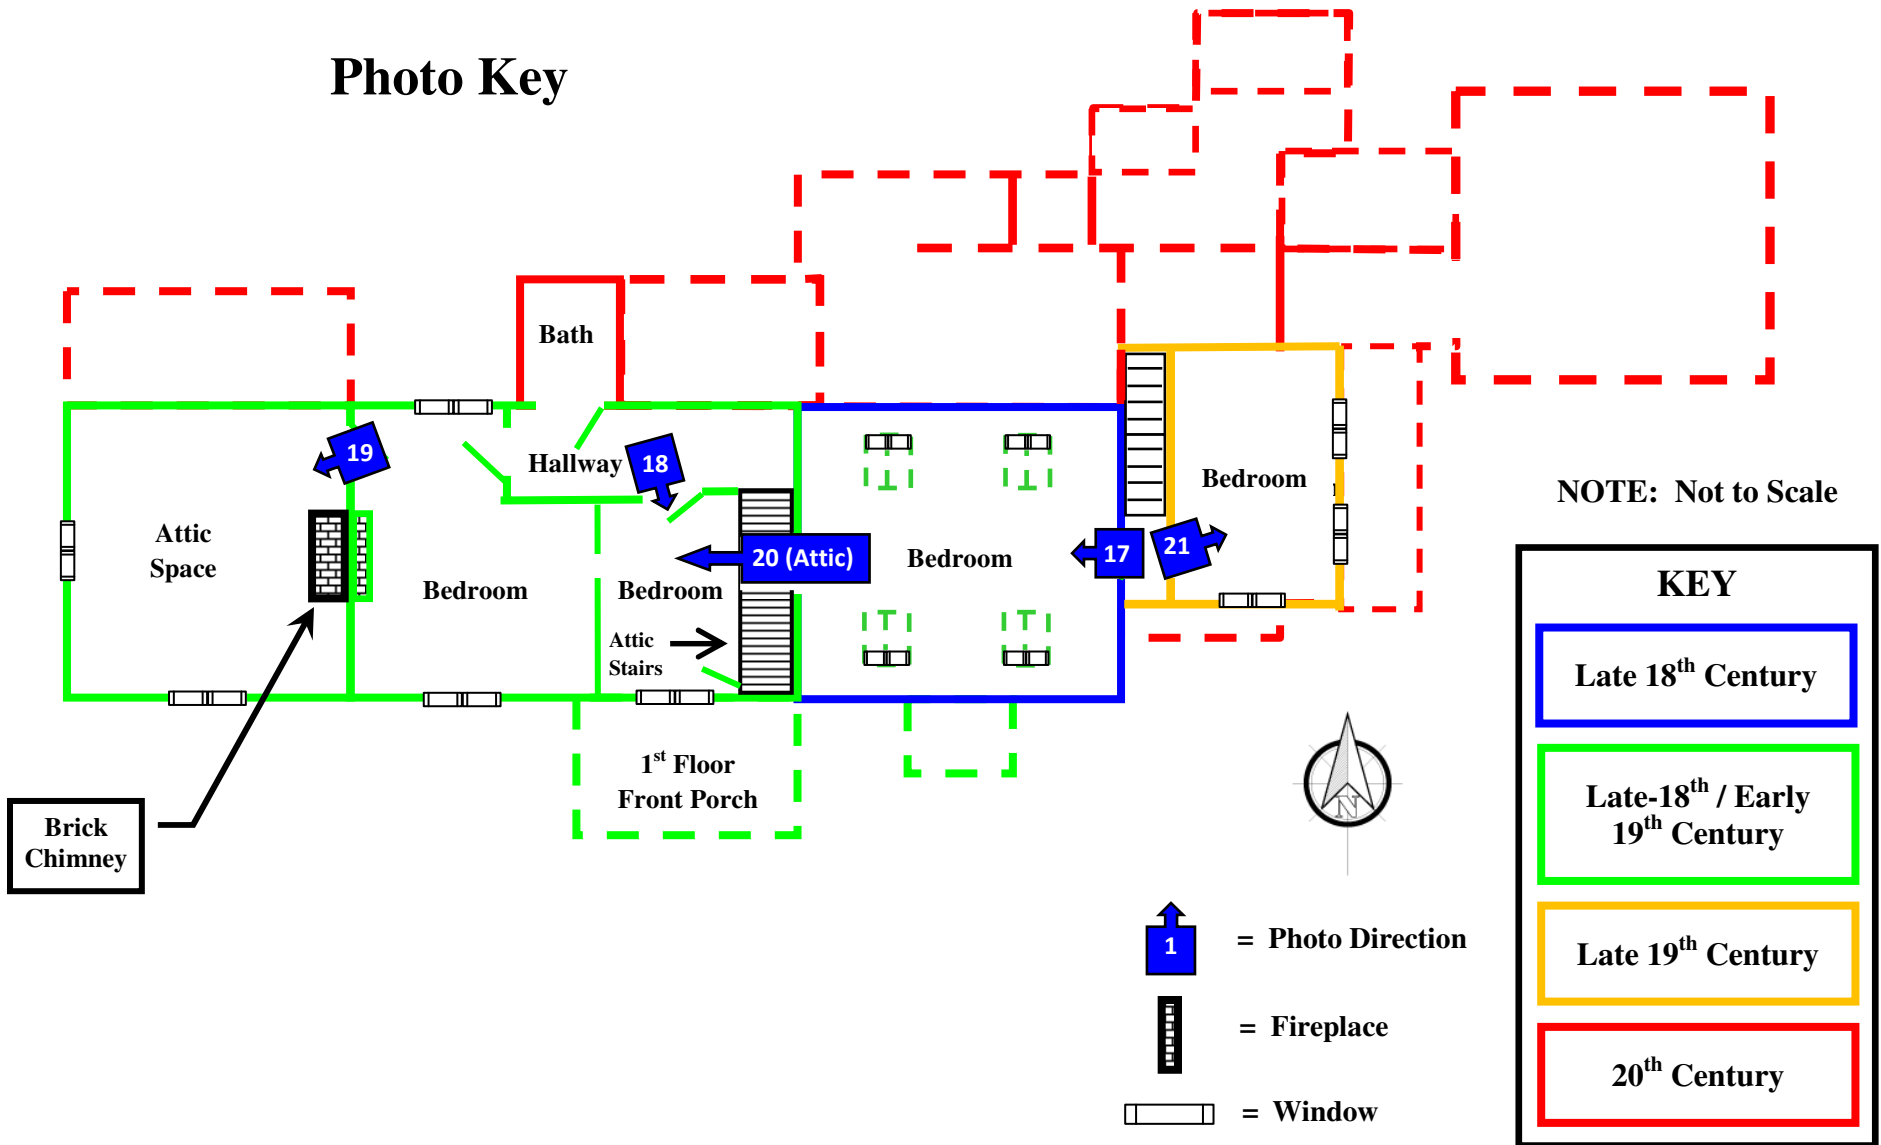 Photo Key
Bath
19
Hallway
18
Bedroom
NOTE:  Not to Scale
Attic
Space
20 (Attic)
Bedroom
17
21
Bedroom
Bedroom
Attic
Stairs
1st Floor
Front Porch
Brick
Chimney
N
KEY
Late 18th Century
Late-18th / Early
19th Century
Late 19th Century
20th Century
1
=  Photo Direction
=  Fireplace
=  Window